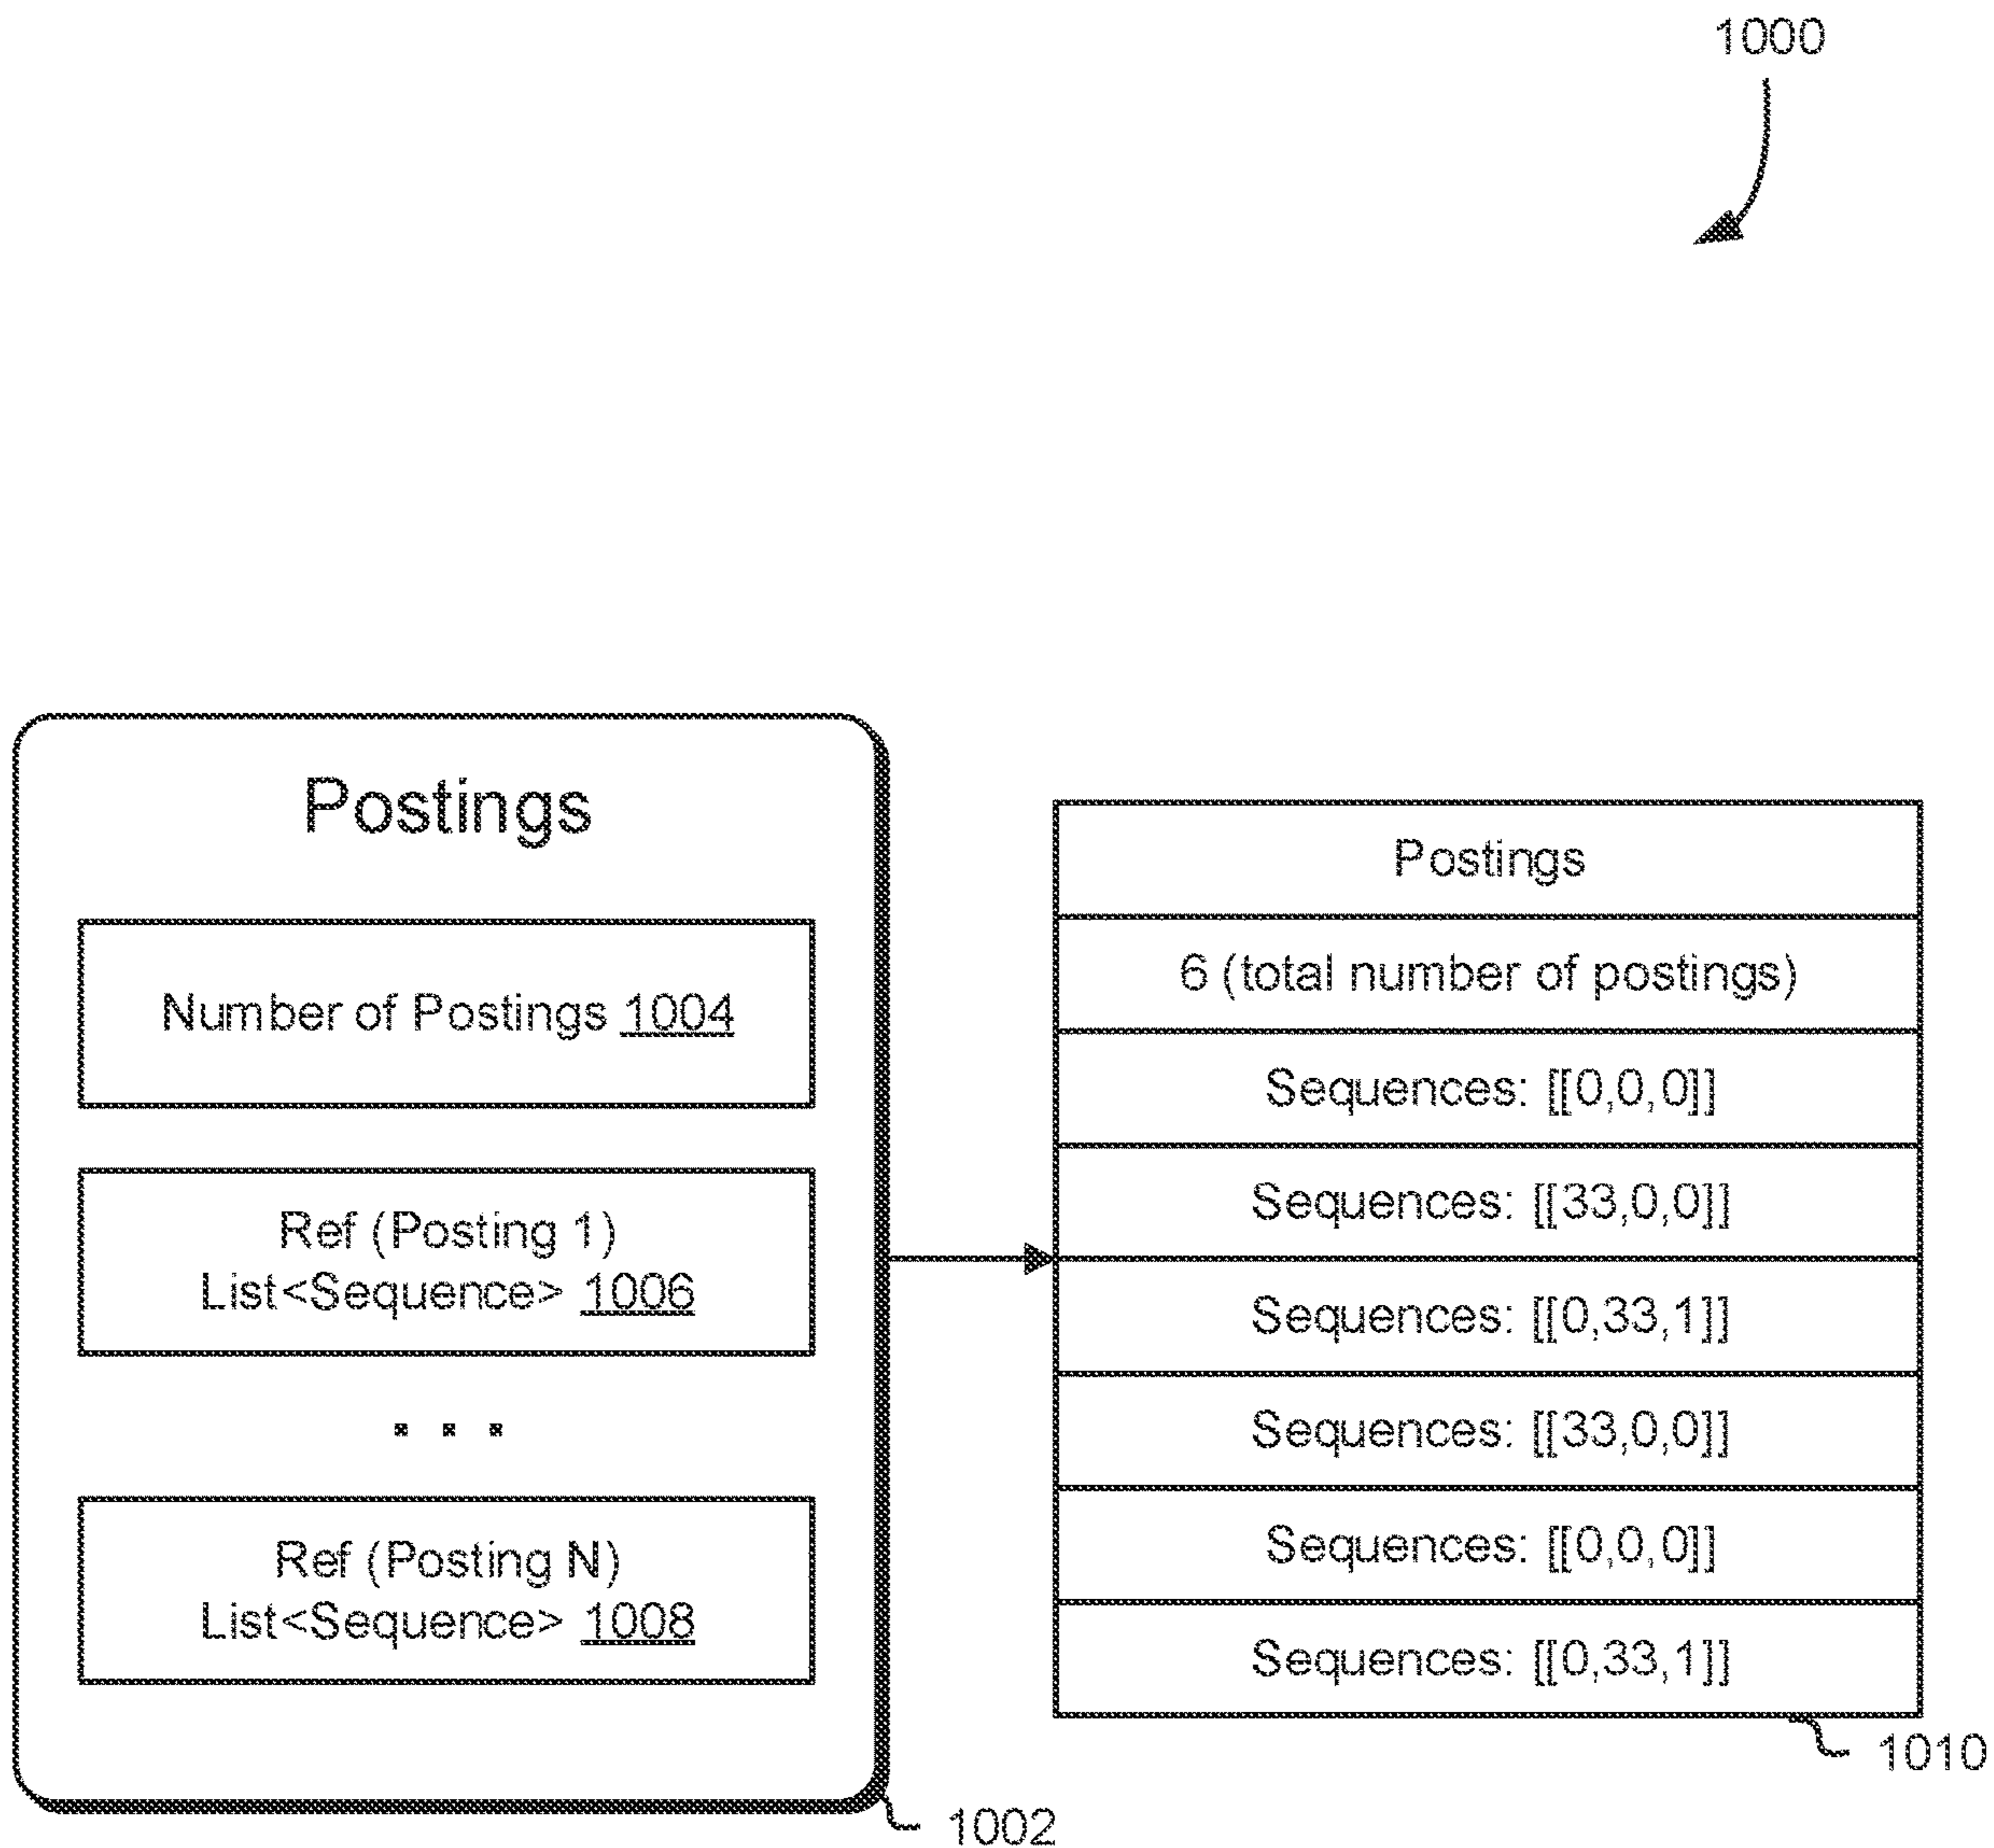 1000
Postings
Number of Postings 1004
Ref (Posting 1)
List<Sequence> 1006
. . .
Ref (Posting N)
List<Sequence> 1008
1002
Postings
6 (total number of postings)
Sequences: [[0,0,0]]
Sequences: [[33,0,0]]
Sequences: [[0,33,1]]
Sequences: [[33,0,0]]
Sequences: [[0,0,0]]
Sequences: [[0,33,1]]
1010